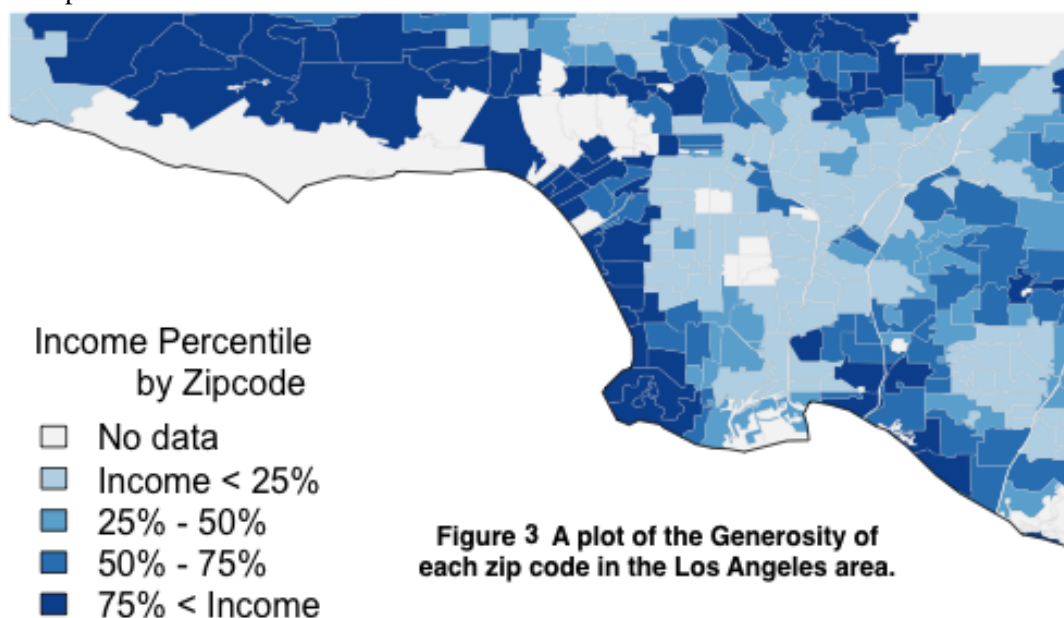 Income Percentile
by Zipcode
No data
Income < 25%
25% - 50%
50% - 75%
75% < Income
Figure 3 A plot of the Generosity of
each zip code in the Los Angeles area.